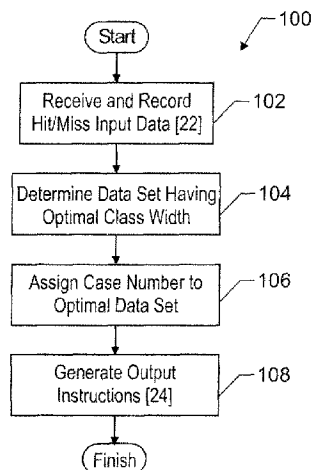 100
Start
Receive and Record
Hit/Miss Input Data [22]
102
Determine Data Set Having
Optimal Class Width
104
Assign Case Number to
Optimal Data Set
106
Generate Output
Instructions [24]
108
Finish